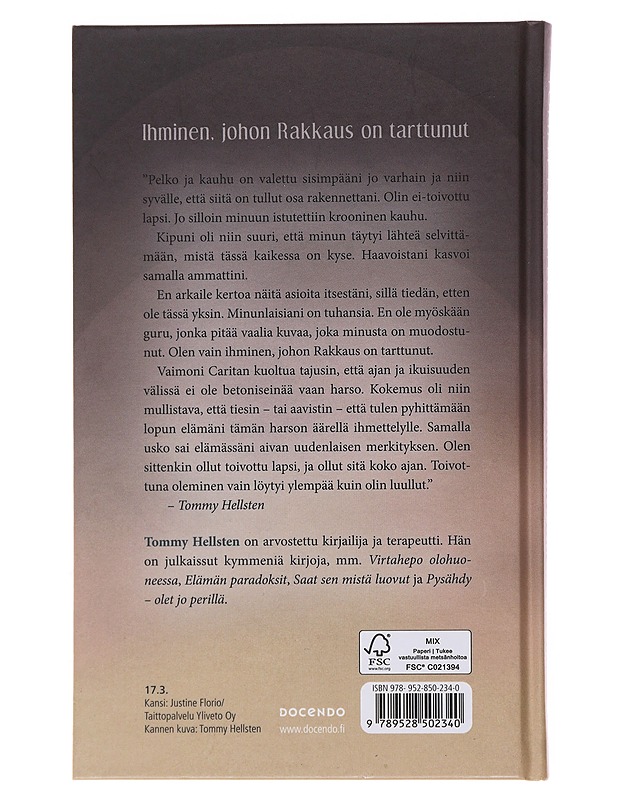 Ihminen, johon Rakkaus on tarttunut
”Pelko ja kauhu on valettu sisimpääni jo varhain ja niin
syvälle, että siitä on tullut osa rakennettani. Olin ei-toivottu
lapsi. Jo silloin minuun istutettiin krooninen kauhu.
Kipuni oli niin suuri, että minun täytyi lähteä selvittä-
mään, mistä tässä kaikessa on kyse. Haavoistani kasvoi
samalla ammattini.
En arkaile kertoa näitä asioita itsestäni, sillä tiedän, etten
ole tässä yksin. Minunlaisiani on tuhansia. En ole myöskään
guru, jonka pitää vaalia kuvaa, joka minusta on muodostu-
nut. Olen vain ihminen, johon Rakkaus on tarttunut.
Vaimoni Caritan kuoltua tajusin, että ajan ja ikuisuuden
välissä ei ole betoniseinää vaan harso. Kokemus oli niin
mullistava, että tiesin – tai aavistin – että tulen pyhittämään
lopun elämäni tämän harson äärellä ihmettelylle. Samalla
usko sai elämässäni aivan uudenlaisen merkityksen. Olen
sittenkin ollut toivottu lapsi, ja ollut sitä koko ajan. Toivot-
tuna oleminen vain löytyi ylempää kuin olin luullut.”
– Tommy Hellsten
Tommy Hellsten on arvostettu kirjailija ja terapeutti. Hän
on julkaissut kymmeniä kirjoja, mm. Virtahepo olohuo-
neessa, Elämän paradoksit, Saat sen mistä luovut ja Pysähdy
– olet jo perillä.
FSC
www.fsc.org
MIX
Paperi | Tukee
vastuullista metsänhoitoa
FSC® C021394
17.3.
Kansi: Justine Florio/
Taittopalvelu Yliveto Oy
Kannen kuva: Tommy Hellsten
DOCENDO
www.docendo.fi
ISBN 978- 952-850-234-0
9 789528 502340